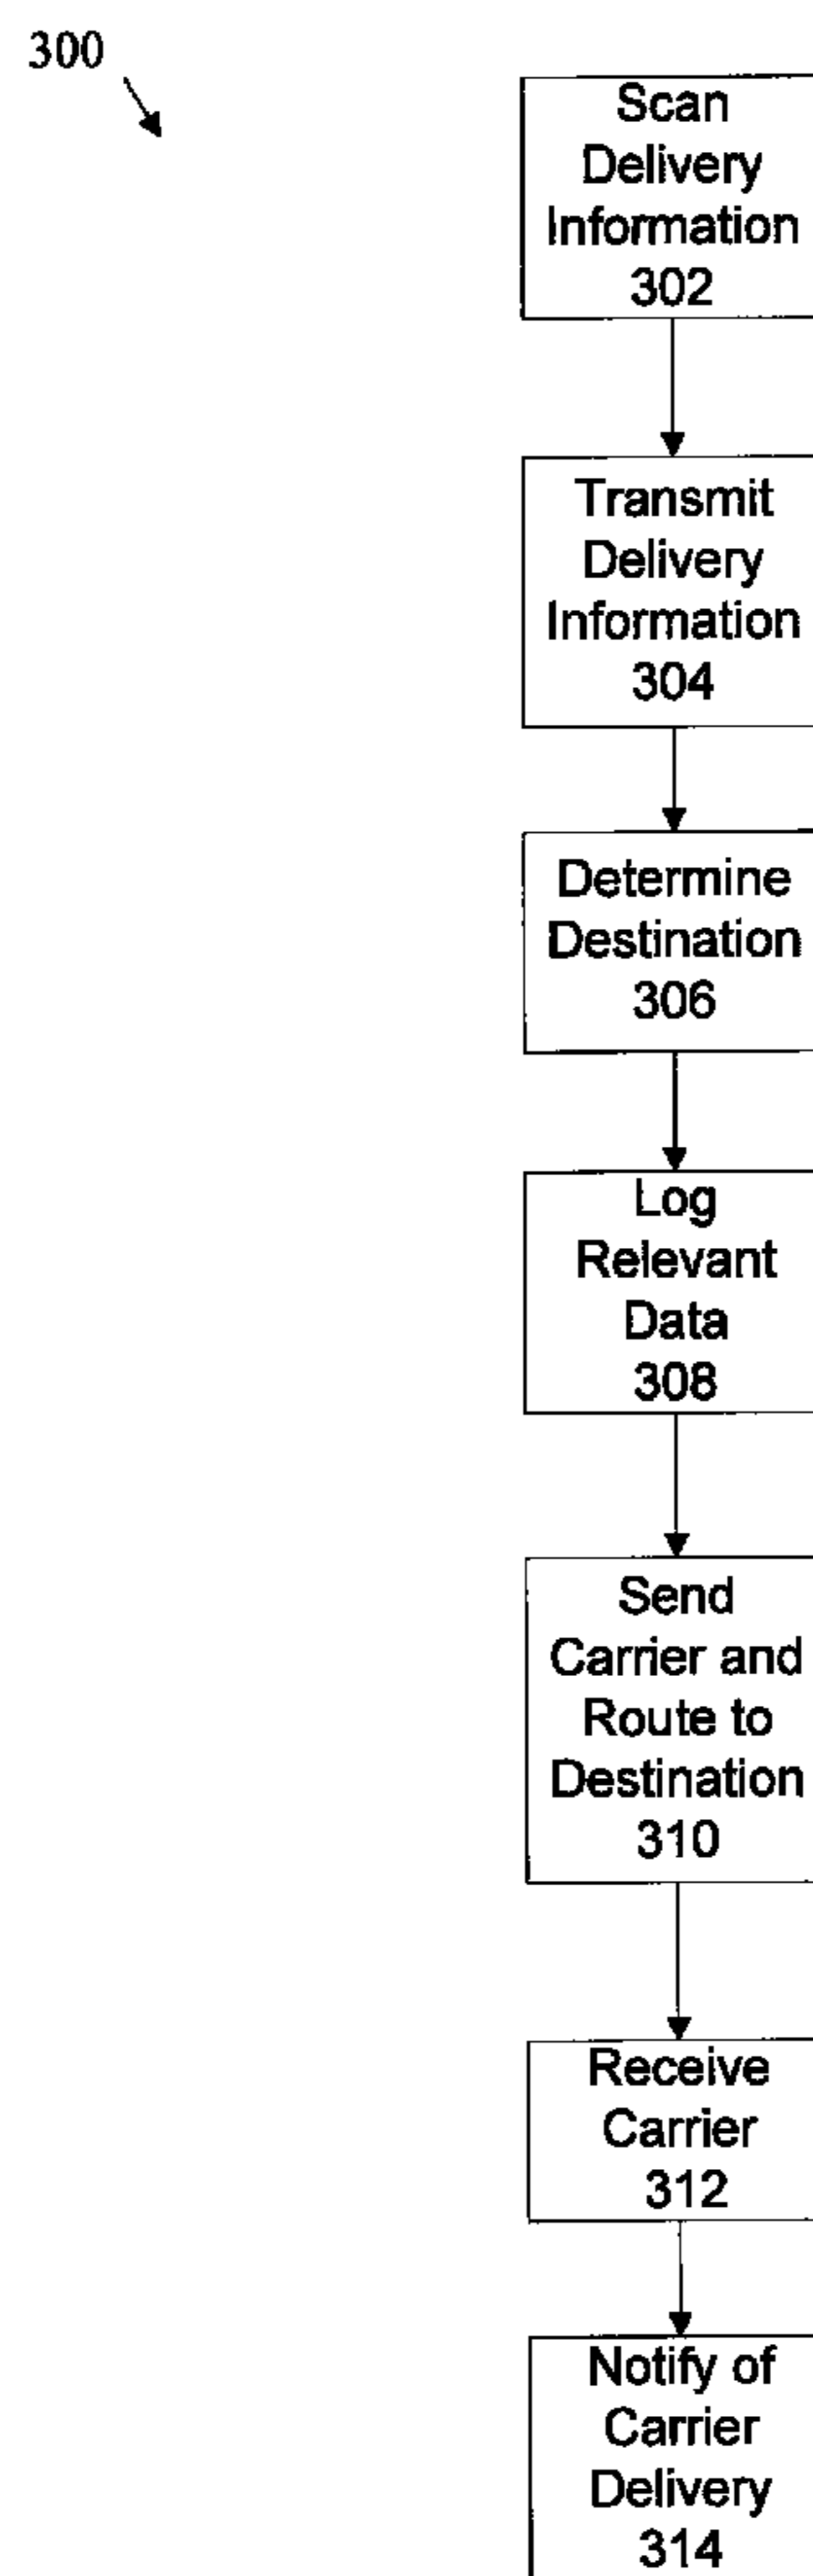 300
Scan
Delivery
Information
302
Transmit
Delivery
Information
304
Determine
Destination
306
Log
Relevant
Data
308
Send
Carrier and
Route to
Destination
310
Receive
Carrier
312
Notify of
Carrier
Delivery
314